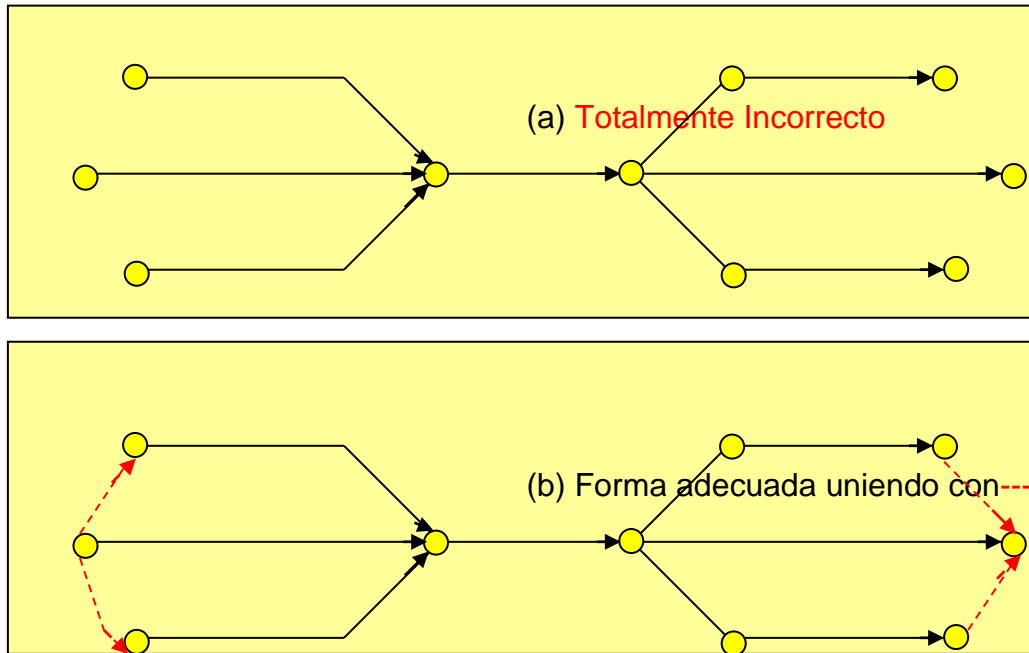 (a) Totalmente Incorrecto
(b) Forma adecuada uniendo con----